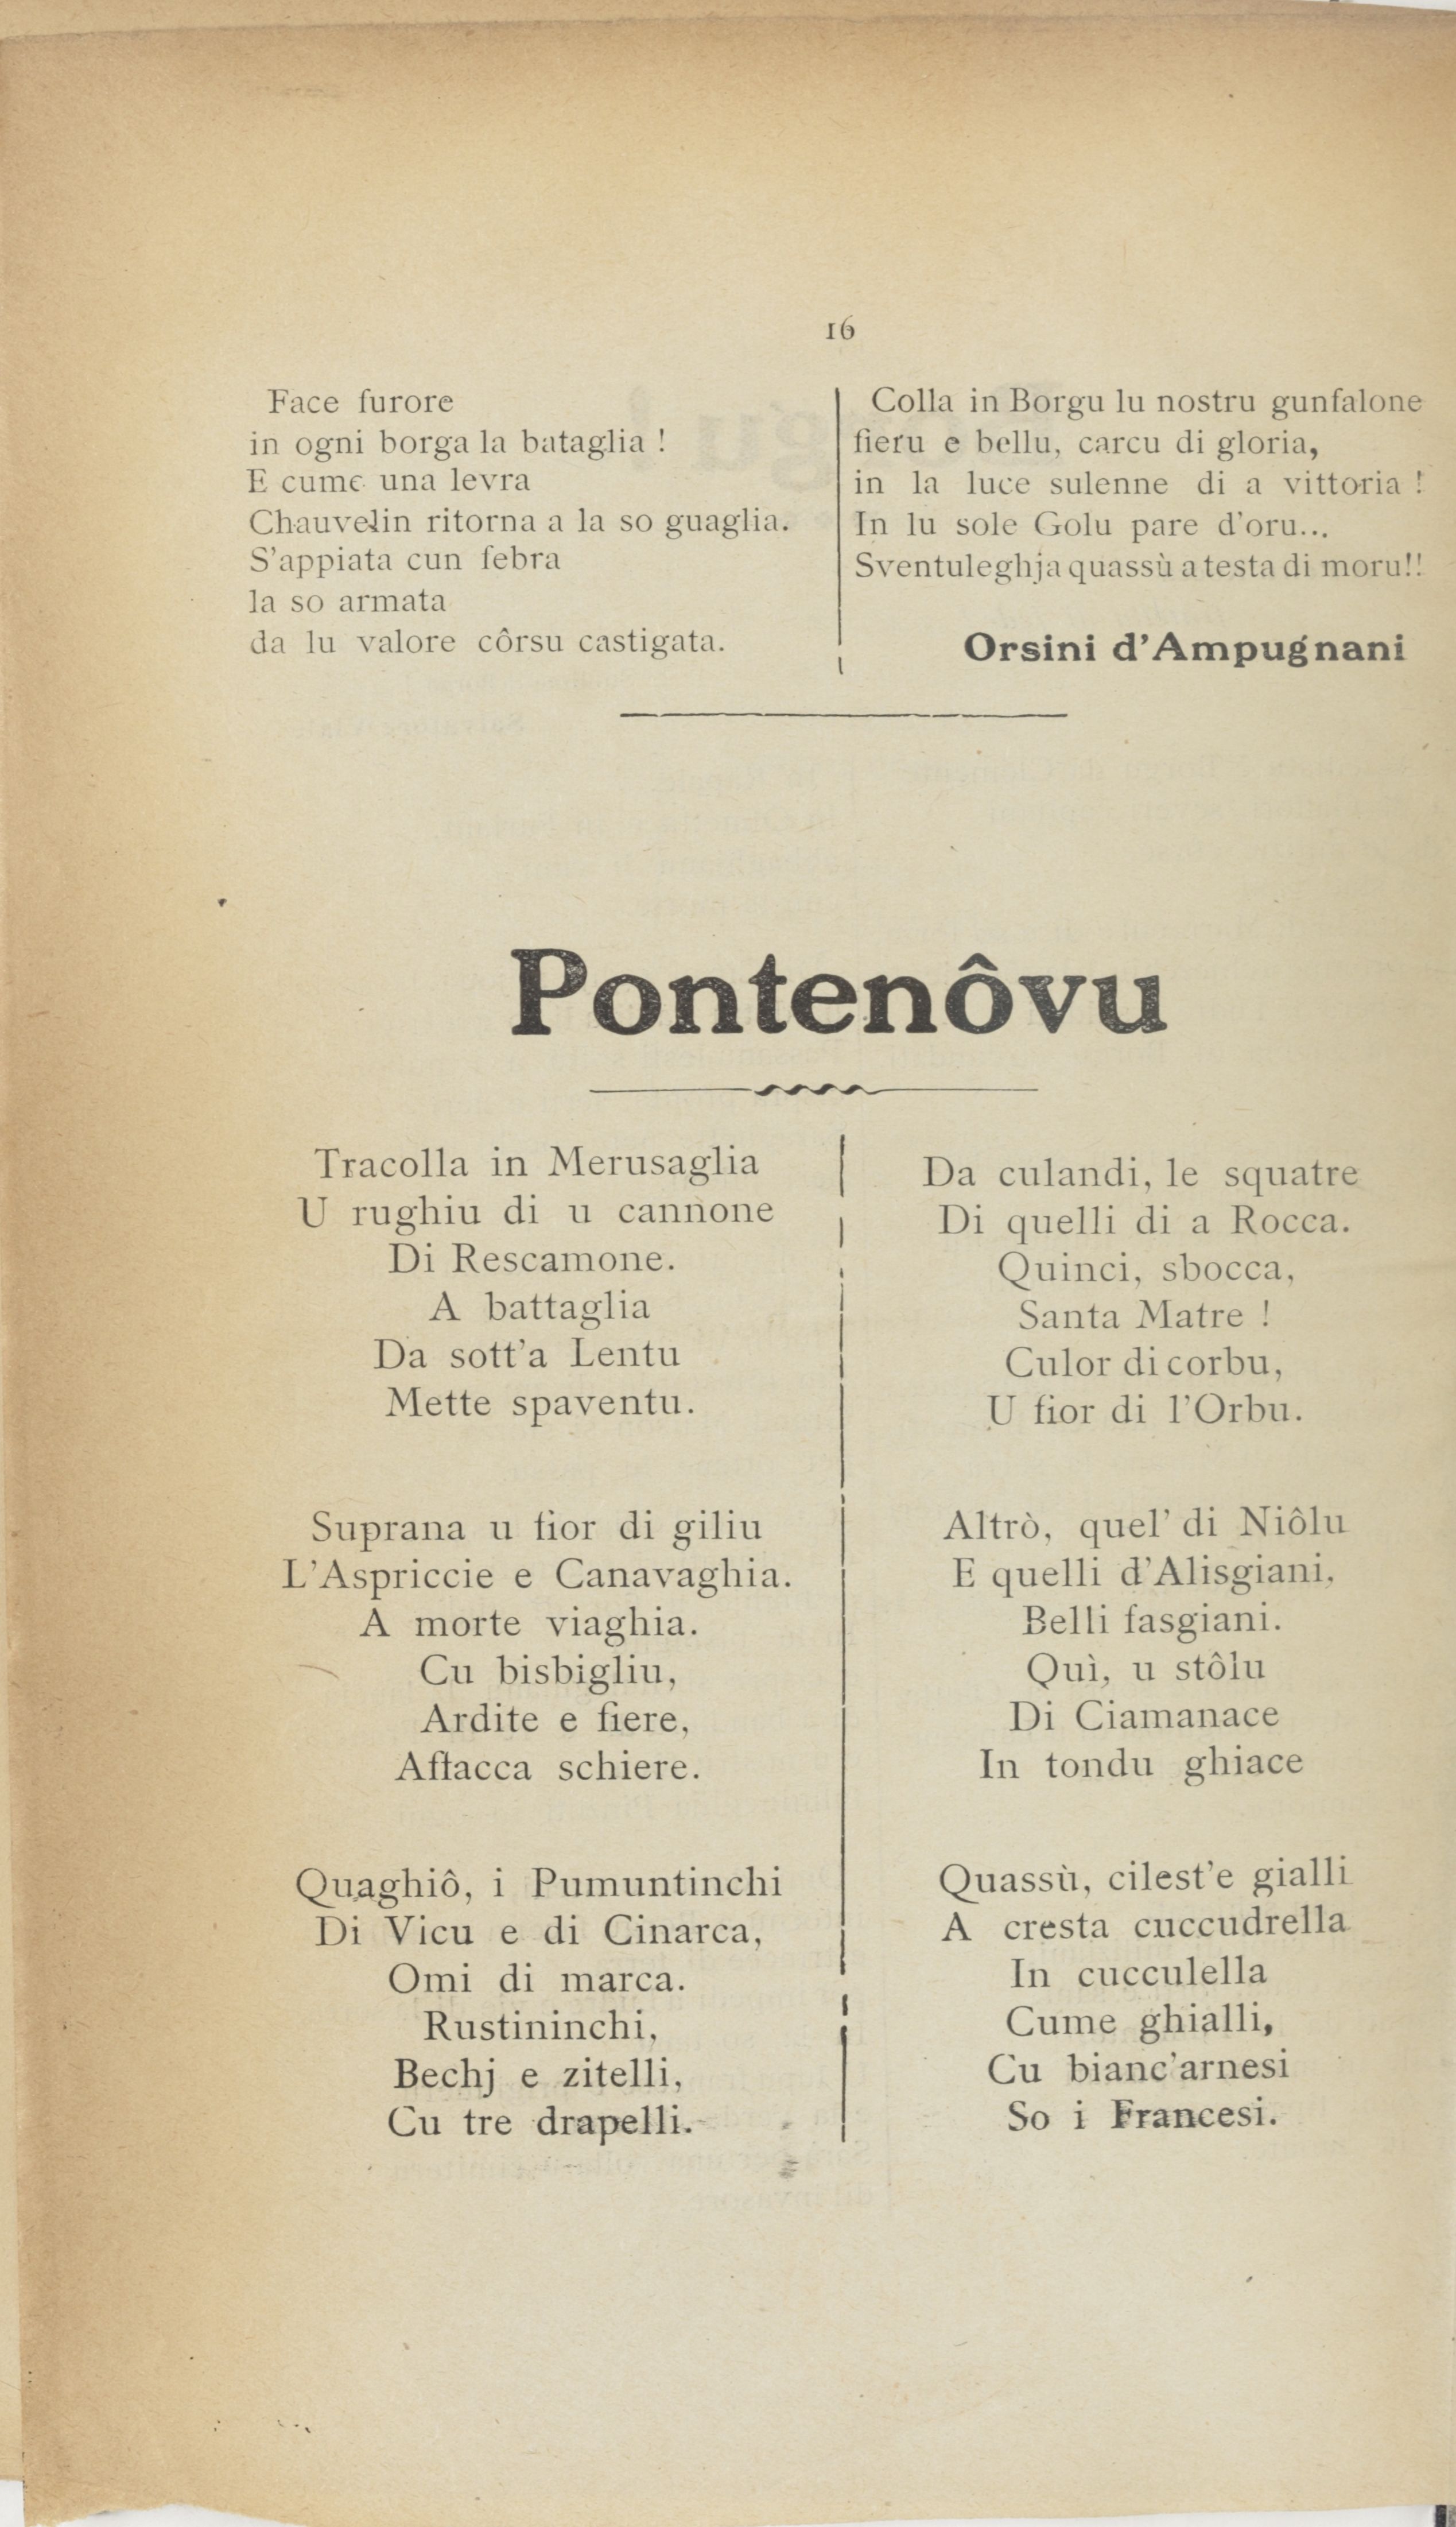 16
Face furore
in ogni borga la bataglia !
E cume una levra
Chauvelin ritorna a la so guaglia.
S'appiata cun febra
la so armata
da lu valore côrsu castigata.
Colla in Borgu lu nostru gunfalone
fieru e bellu, carcu di gloria,
in la luce sulenne di a vittoria !
In lu sole Golu pare d'oru...
Sventuleghja quassù a testa di moru!!
Orsini d'Ampugnani
Pontenôvu
Tracolla in Merusaglia
U rughiu di u cannone
Di Rescamone.
A battaglia
Da sott'a Lentu
Mette spaventu.
Suprana u fior di giliu
L'Aspriccie e Canavaghia.
A morte viaghia.
Cu bisbigliu,
Ardite e fiere,
Affacca schiere.
Quaghiô, i Pumuntinchi
Di Vicu e di Cinarca,
Omi di marca.
Rustininchi,
Bechj e zitelli,
Cu tre drapelli.
Da culandi, le squatre
Di quelli di a Rocca.
Quinci, sbocca,
Santa Matre !
Culor di corbu,
U fior di l'Orbu.
Altrò, quel' di Niôlu
E quelli d'Alisgiani,
Belli fasgiani.
Quì, u stôlu
Di Ciamanace
In tondu ghiace
Quassù, cilest'e gialli
A cresta cuccudrella
In cucculella
Cume ghialli,
Cu bianc'arnesi
So i Francesi.